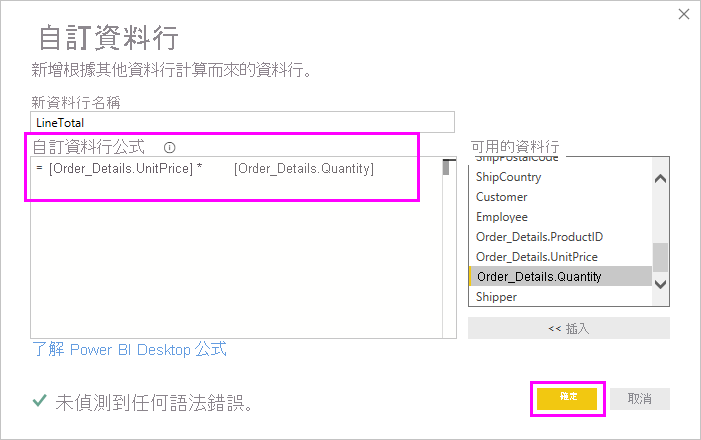 自訂資料行
新增根據其他資料行計算而來的資料行。
新資料行名稱
LineTotal
自訂資料行公式
= [Order_Details.UnitPrice] * [Order_Details.Quantity]
可用的資料行
ShipPostalCode
ShipCountry
Customer
Employee
Order_Details.ProductID
Order_Details.UnitPrice
Order_Details.Quantity
Shipper
<< 插入
了解 Power BI Desktop 公式
未偵測到任何語法錯誤。
確定
取消